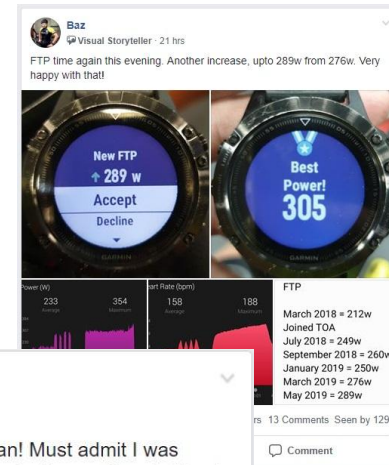 Baz
Visual Storyteller · 21 hrs
FTP time again this evening. Another increase, upto 289w from 276w. Very
happy with that!
New FTP
289 w
Accept
Decline
GARMIN
Best
Power!
305
GARMIN
Power (W)
233
354
Average
Maximum
art Rate (bpm)
158
188
Average
Maximum
FTP
March 2018 = 212w
Joined TOA
July 2018 = 249w
September 2018 = 260w
January 2019 = 250w
March 2019 = 276w
May 2019 = 289w
rs 13 Comments Seen by 129
Comment
an! Must admit I was